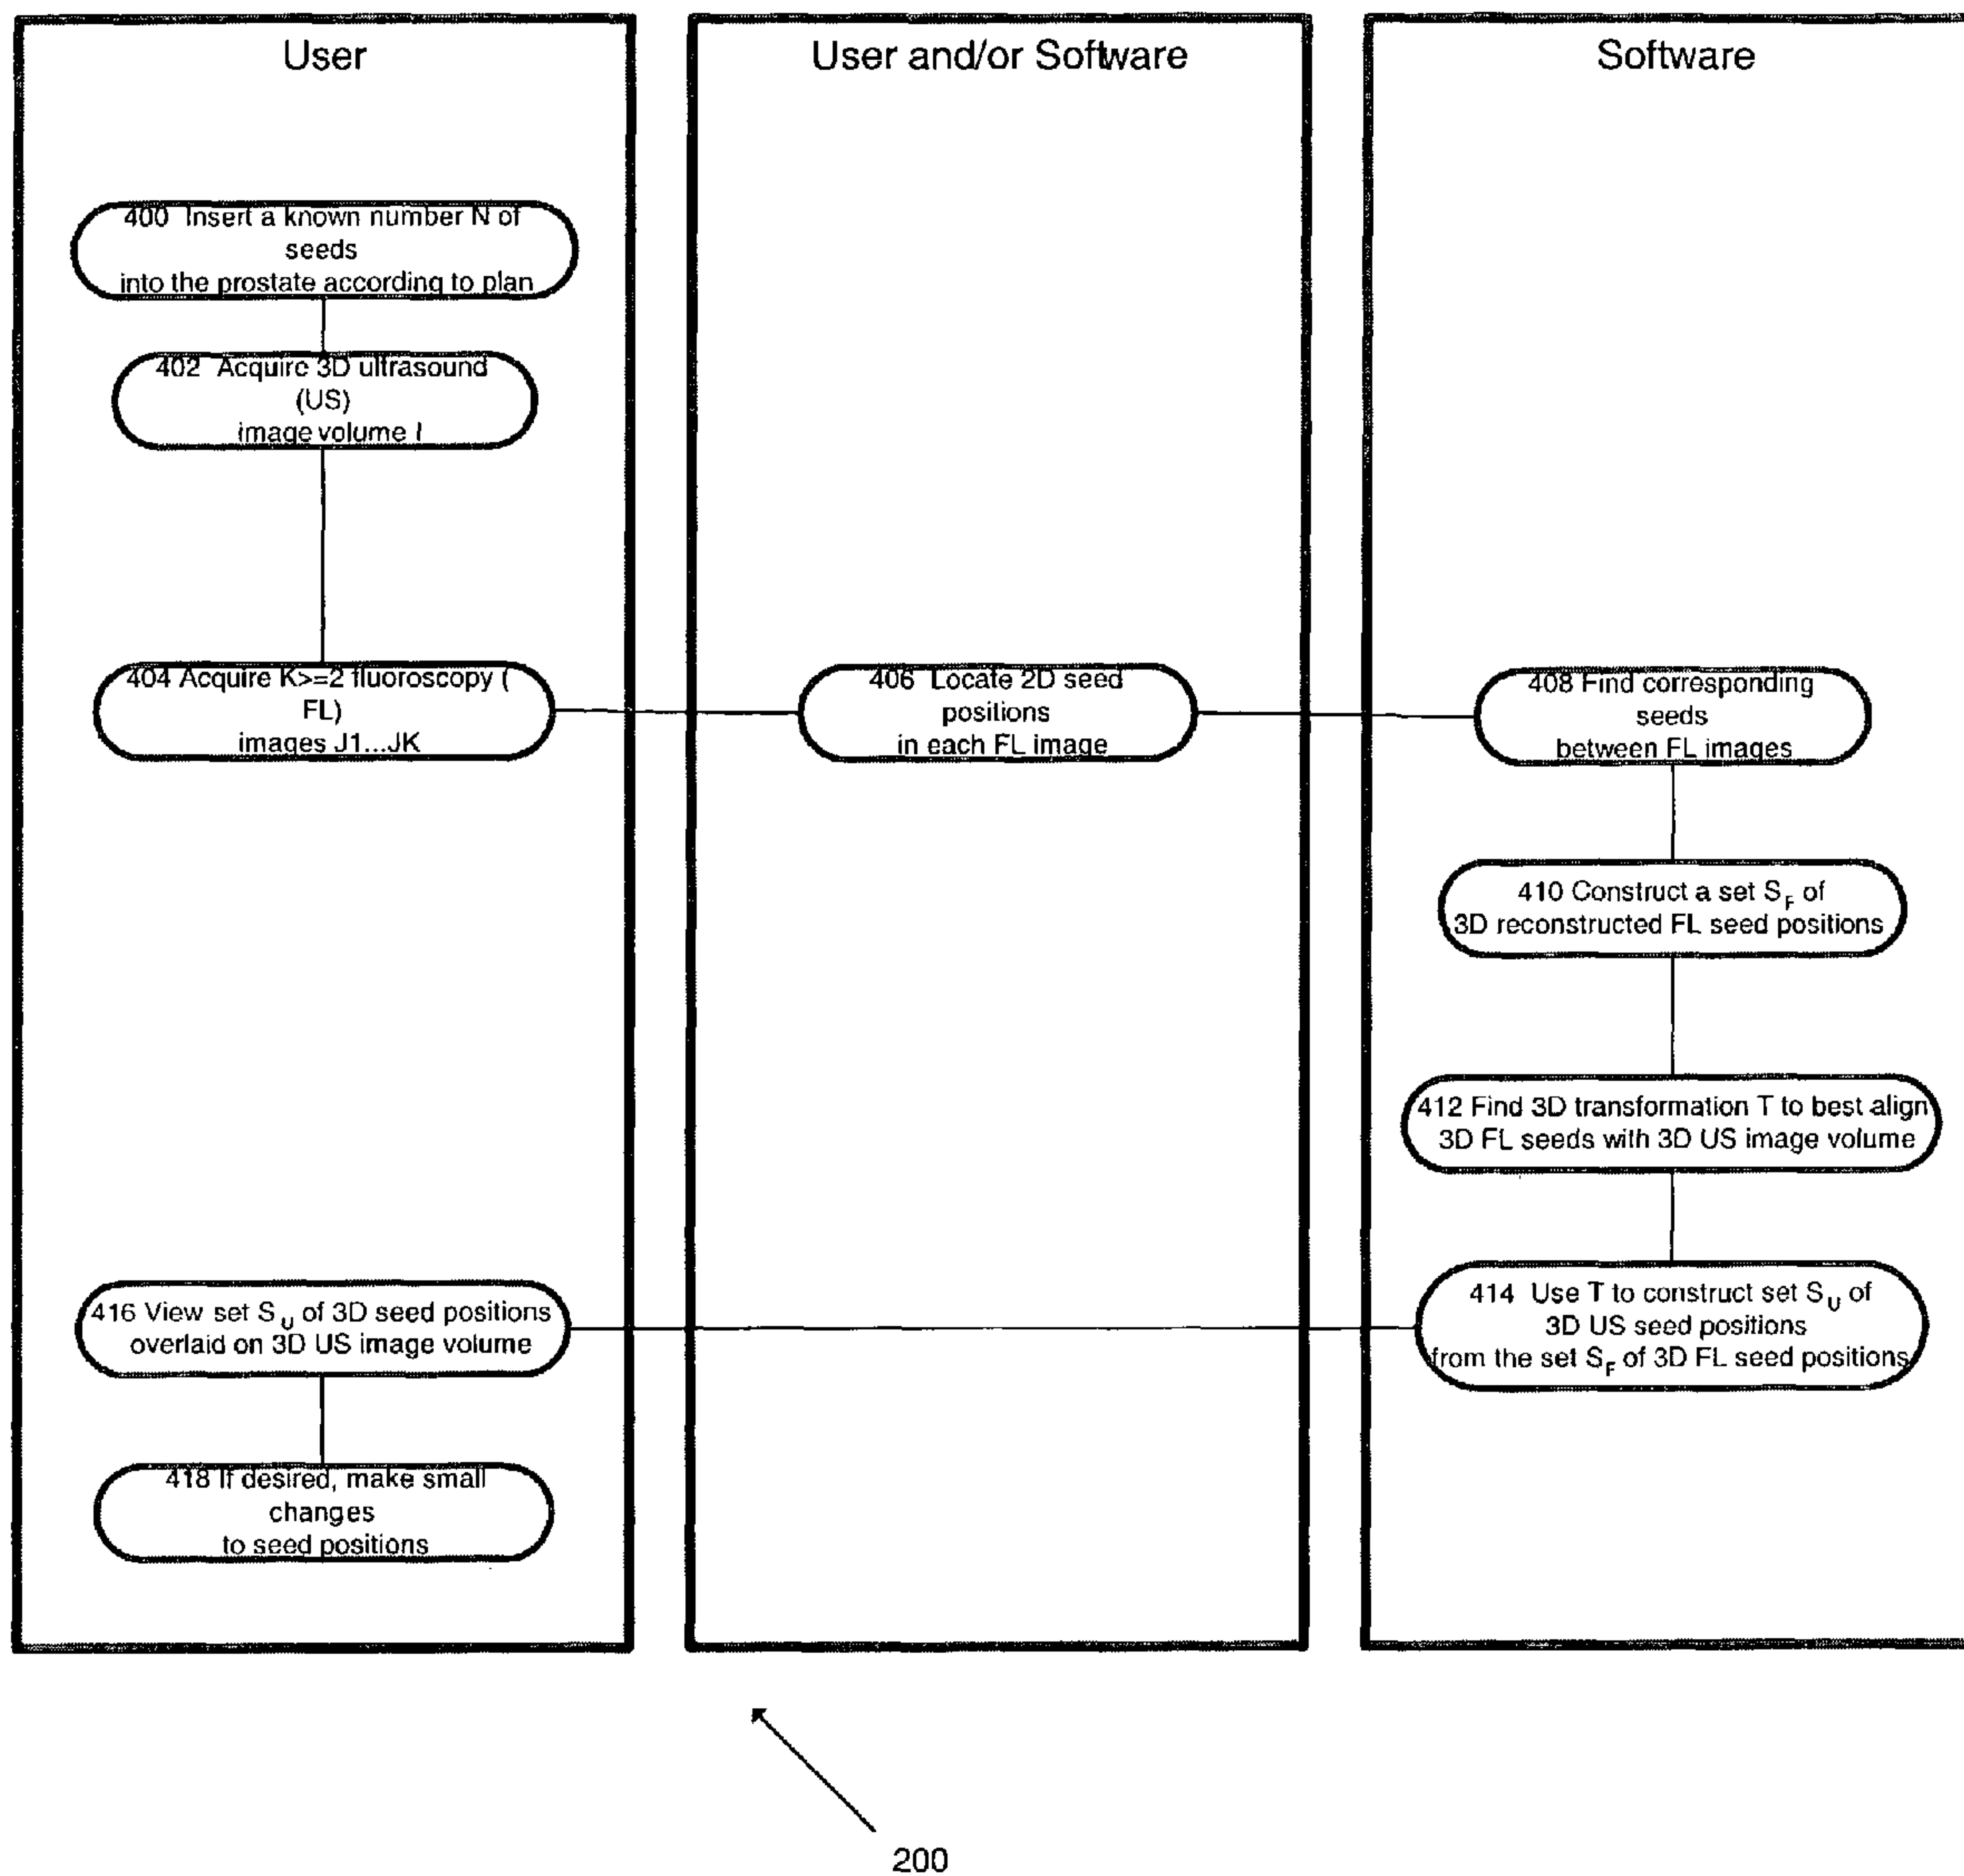 User
User and/or Software
Software
400 Insert a known number N of
seeds
into the prostate according to plan
402 Acquire 3D ultrasound
(US)
image volume I
404 Acquire K>=2 fluoroscopy (
FL)
images J1...JK
406 Locate 2D seed
positions
in each FL image
408 Find corresponding
seeds
between FL images
410 Construct a set S_F of
3D reconstructed FL seed positions
412 Find 3D transformation T to best align
3D FL seeds with 3D US image volume
414 Use T to construct set S_U of
3D US seed positions
from the set S_F of 3D FL seed positions
416 View set S_U of 3D seed positions
overlaid on 3D US image volume
418 If desired, make small
changes
to seed positions
200